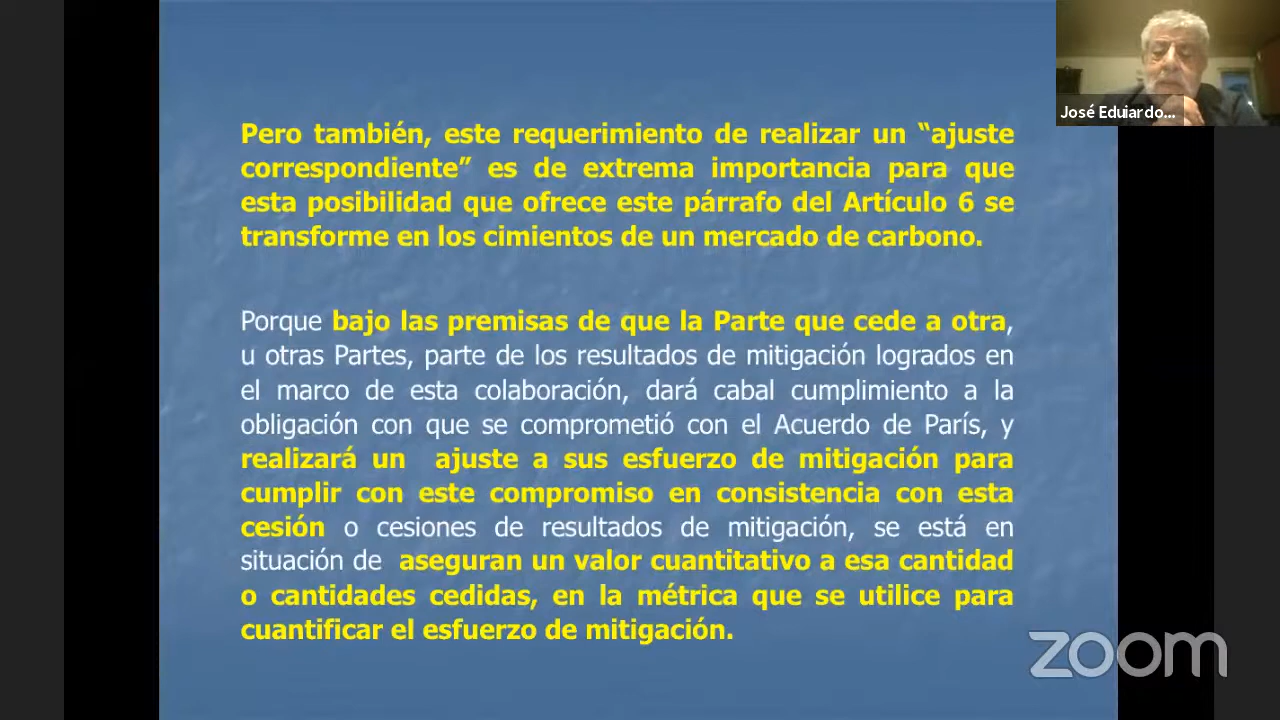 Pero también, este requerimiento de realizar un “ajuste
correspondiente” es de extrema importancia para que
esta posibilidad que ofrece este párrafo del Artículo 6 se
transforme en los cimientos de un mercado de carbono.
Porque bajo las premisas de que la Parte que cede a otra,
u otras Partes, parte de los resultados de mitigación logrados en
el marco de esta colaboración, dará cabal cumplimiento a la
obligación con que se comprometió con el Acuerdo de París, y
realizará un ajuste a sus esfuerzo de mitigación para
cumplir con este compromiso en consistencia con esta
cesión o cesiones de resultados de mitigación, se está en
situación de aseguran un valor cuantitativo a esa cantidad
o cantidades cedidas, en la métrica que se utilice para
cuantificar el esfuerzo de mitigación.
José Eduiardo...
zoom